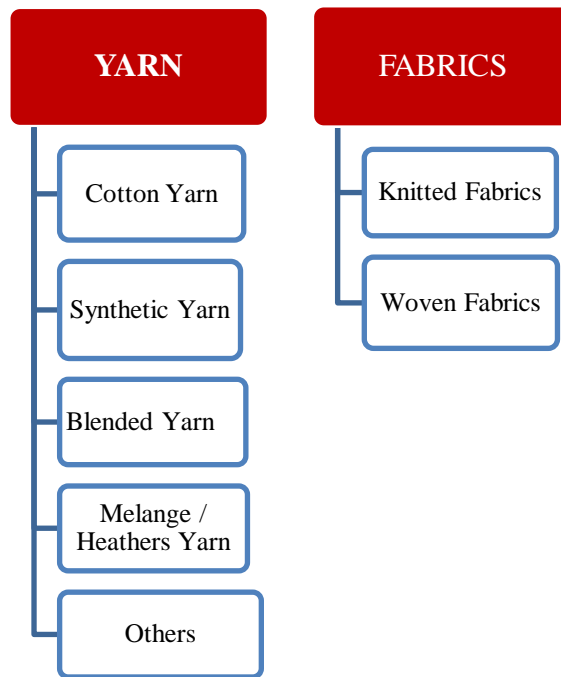 YARN
Cotton Yarn
Synthetic Yarn
Blended Yarn
Melange /
Heathers Yarn
Others
FABRICS
Knitted Fabrics
Woven Fabrics